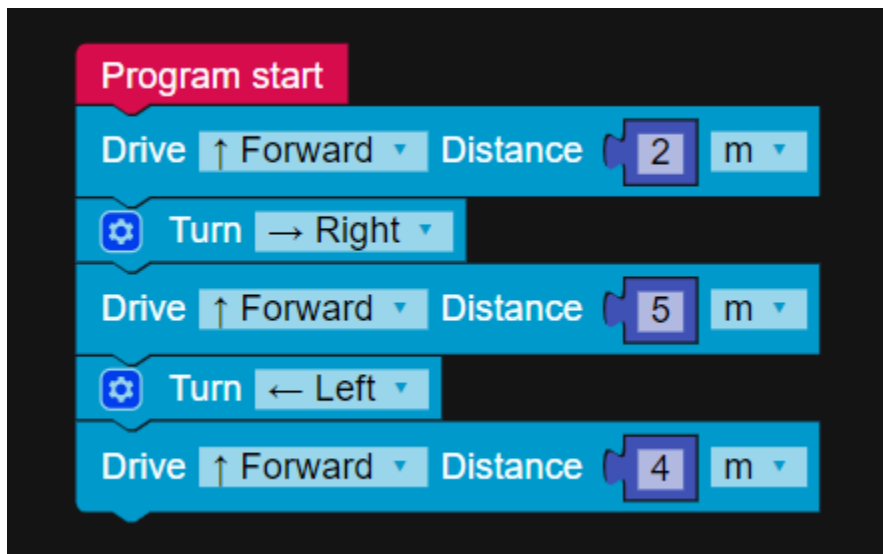 Program start
Drive ↑ Forward ▾ Distance 2 m ▾
Turn → Right ▾
Drive ↑ Forward ▾ Distance 5 m ▾
Turn ← Left ▾
Drive ↑ Forward ▾ Distance 4 m ▾